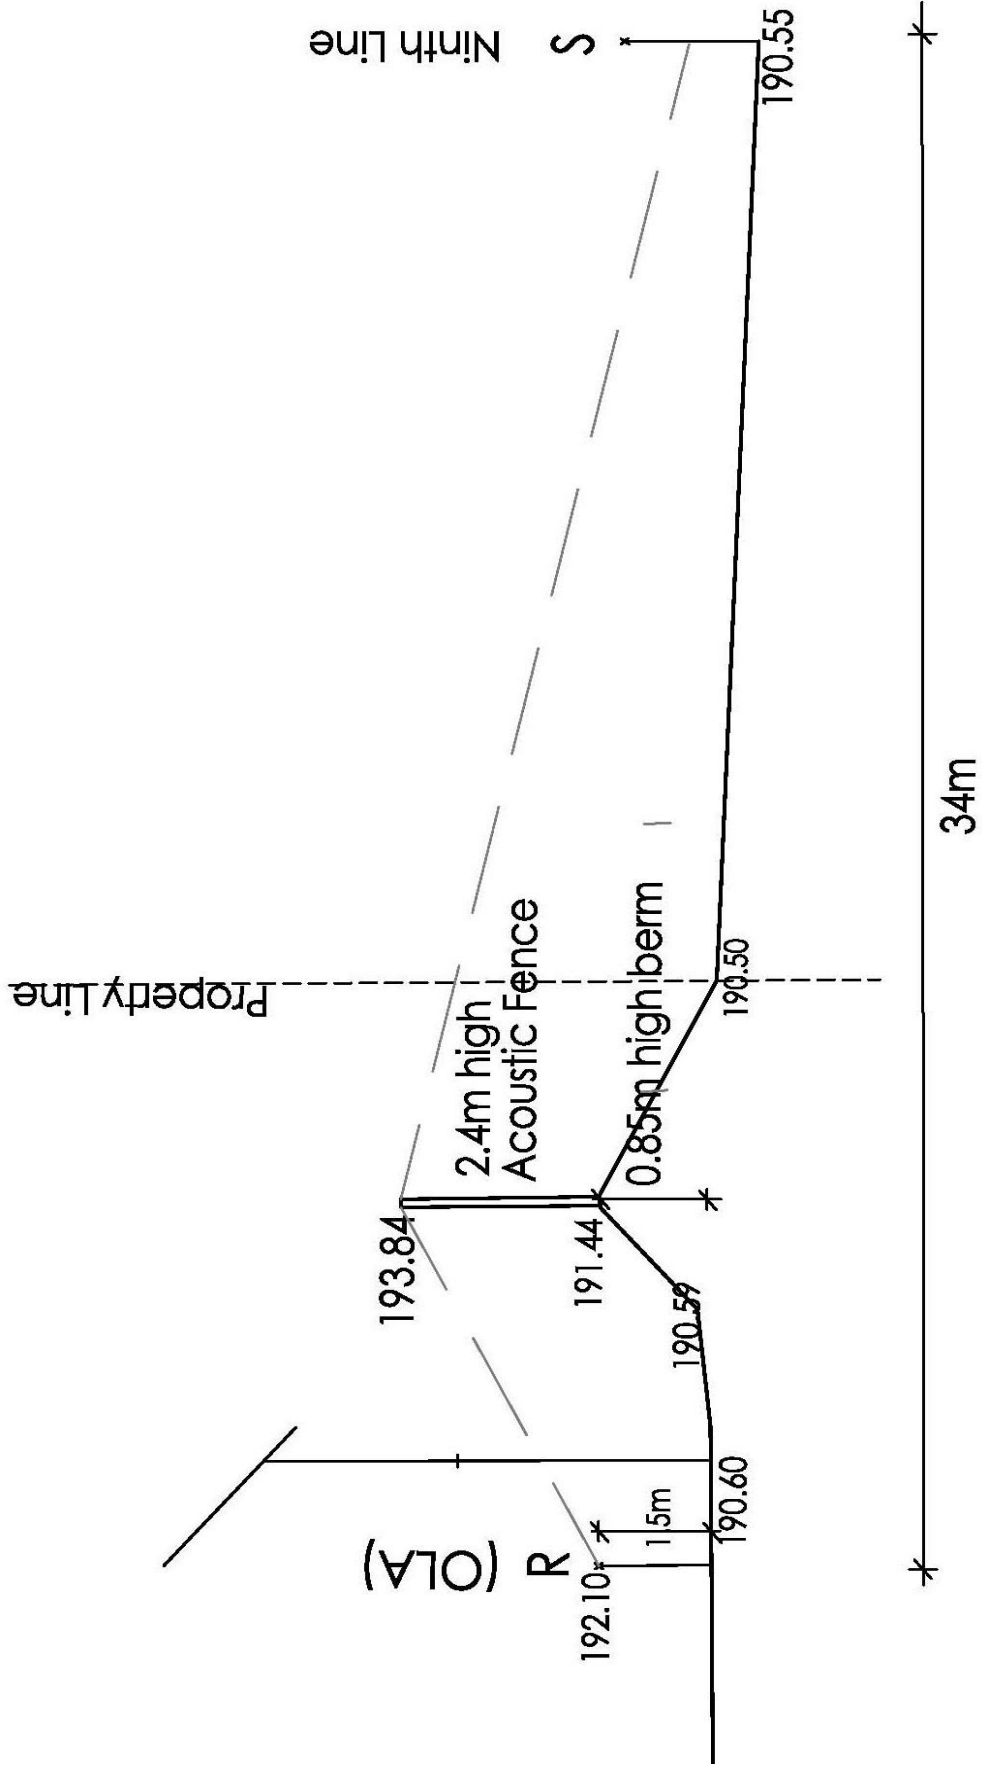 Ninth Line
S
190.55
Property Line
2.4m high
Acoustic Fence
0.85m high berm
190.50
34m
193.84
191.44
190.59
(OLA)
R
1.5m
190.60
192.10